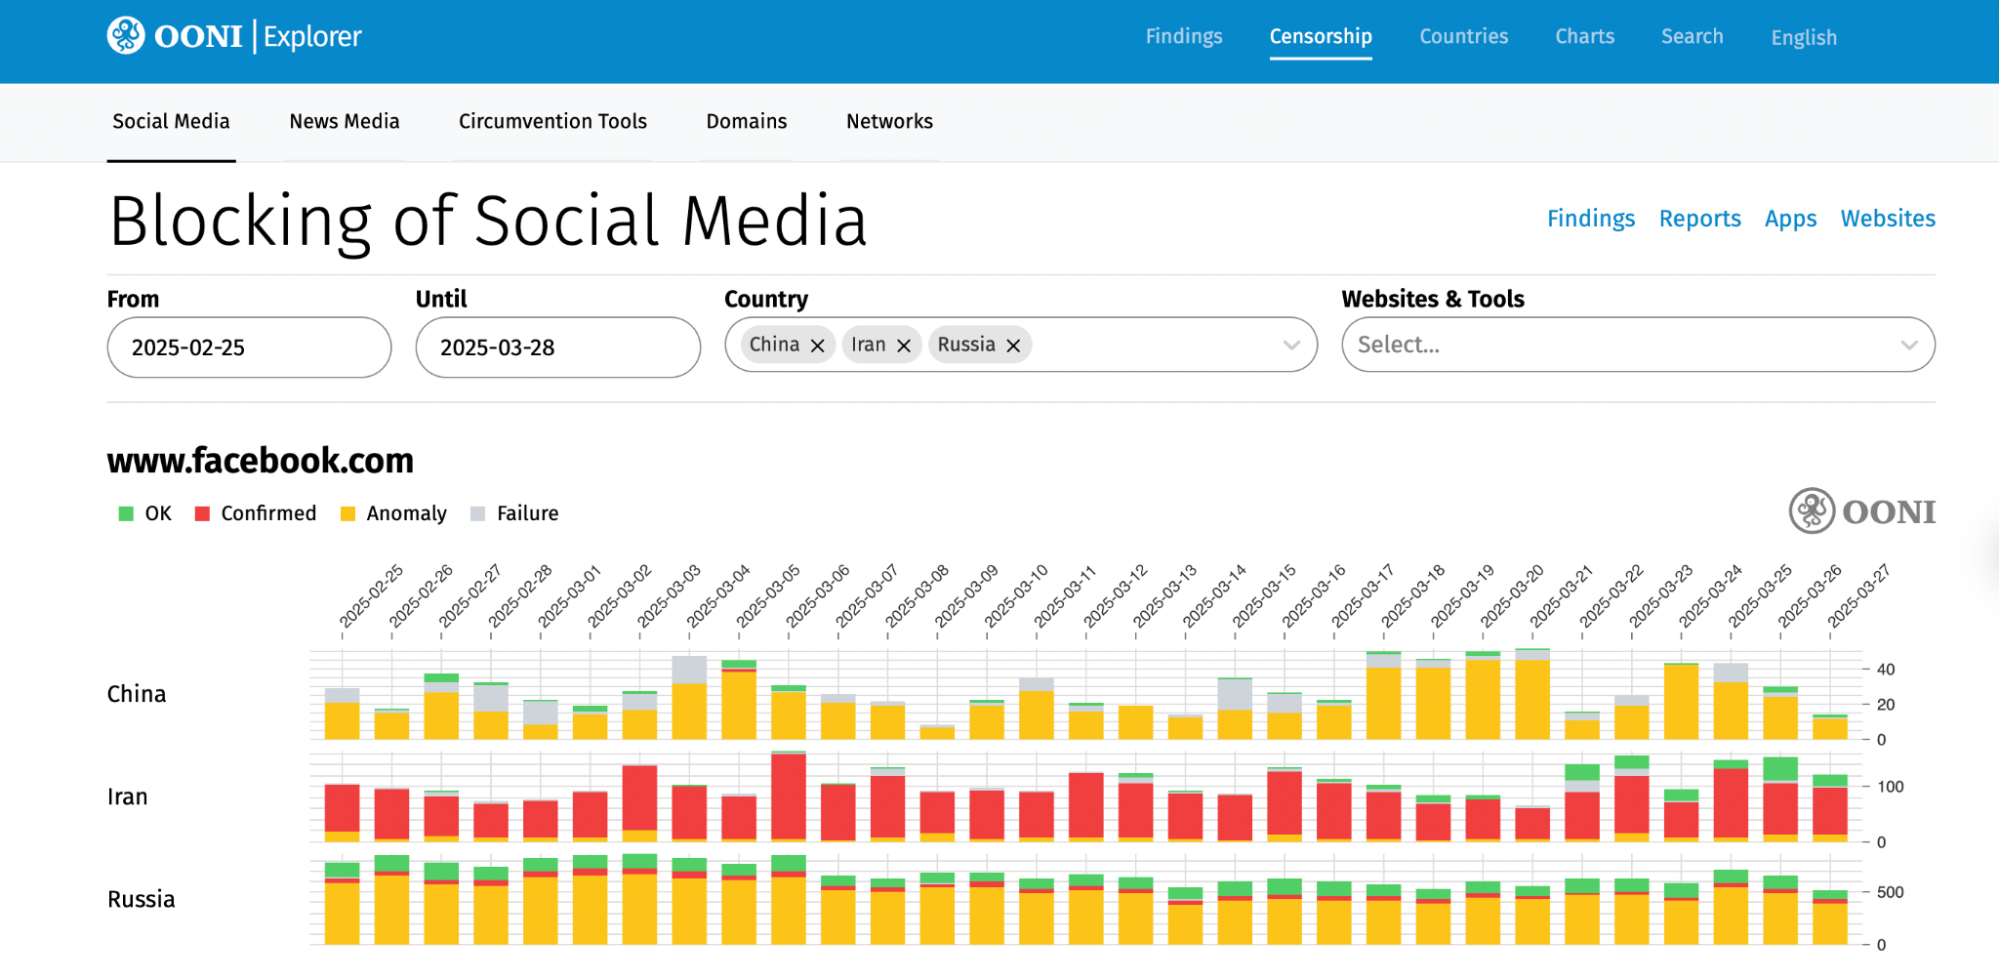 OONI Explorer
Findings Censorship Countries Charts Search English
Social Media News Media Circumvention Tools Domains Networks
Blocking of Social Media
Findings Reports Apps Websites
From Until Country Websites & Tools
2025-02-25 2025-03-28 China Iran Russia Select...
www.facebook.com
OK Confirmed Anomaly Failure
OONI
2025-02-25 2025-02-26 2025-02-27 2025-02-28 2025-03-01 2025-03-02 2025-03-03 2025-03-04 2025-03-05 2025-03-06 2025-03-07 2025-03-08 2025-03-09 2025-03-10 2025-03-11 2025-03-12 2025-03-13 2025-03-14 2025-03-15 2025-03-16 2025-03-17 2025-03-18 2025-03-19 2025-03-20 2025-03-21 2025-03-22 2025-03-23 2025-03-24 2025-03-25 2025-03-26 2025-03-27
40
China
20
0
100
Iran
0
500
Russia
0